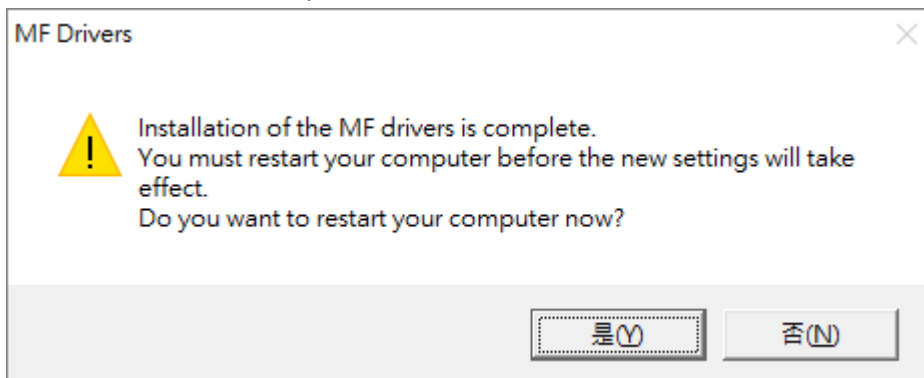 MF Drivers
Installation of the MF drivers is complete.
You must restart your computer before the new settings will take
effect.
Do you want to restart your computer now?
是(Y)
否(N)